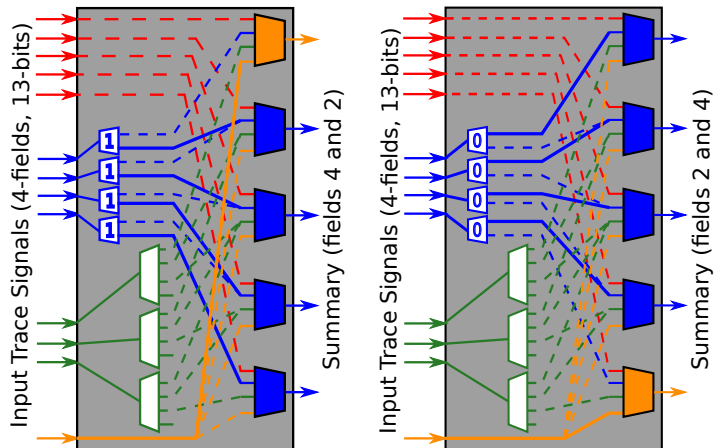 Input Trace Signals (4-fields, 13-bits)
1
1
1
1
Summary (fields 4 and 2)
Input Trace Signals (4-fields, 13-bits)
0
0
0
0
Summary (fields 2 and 4)